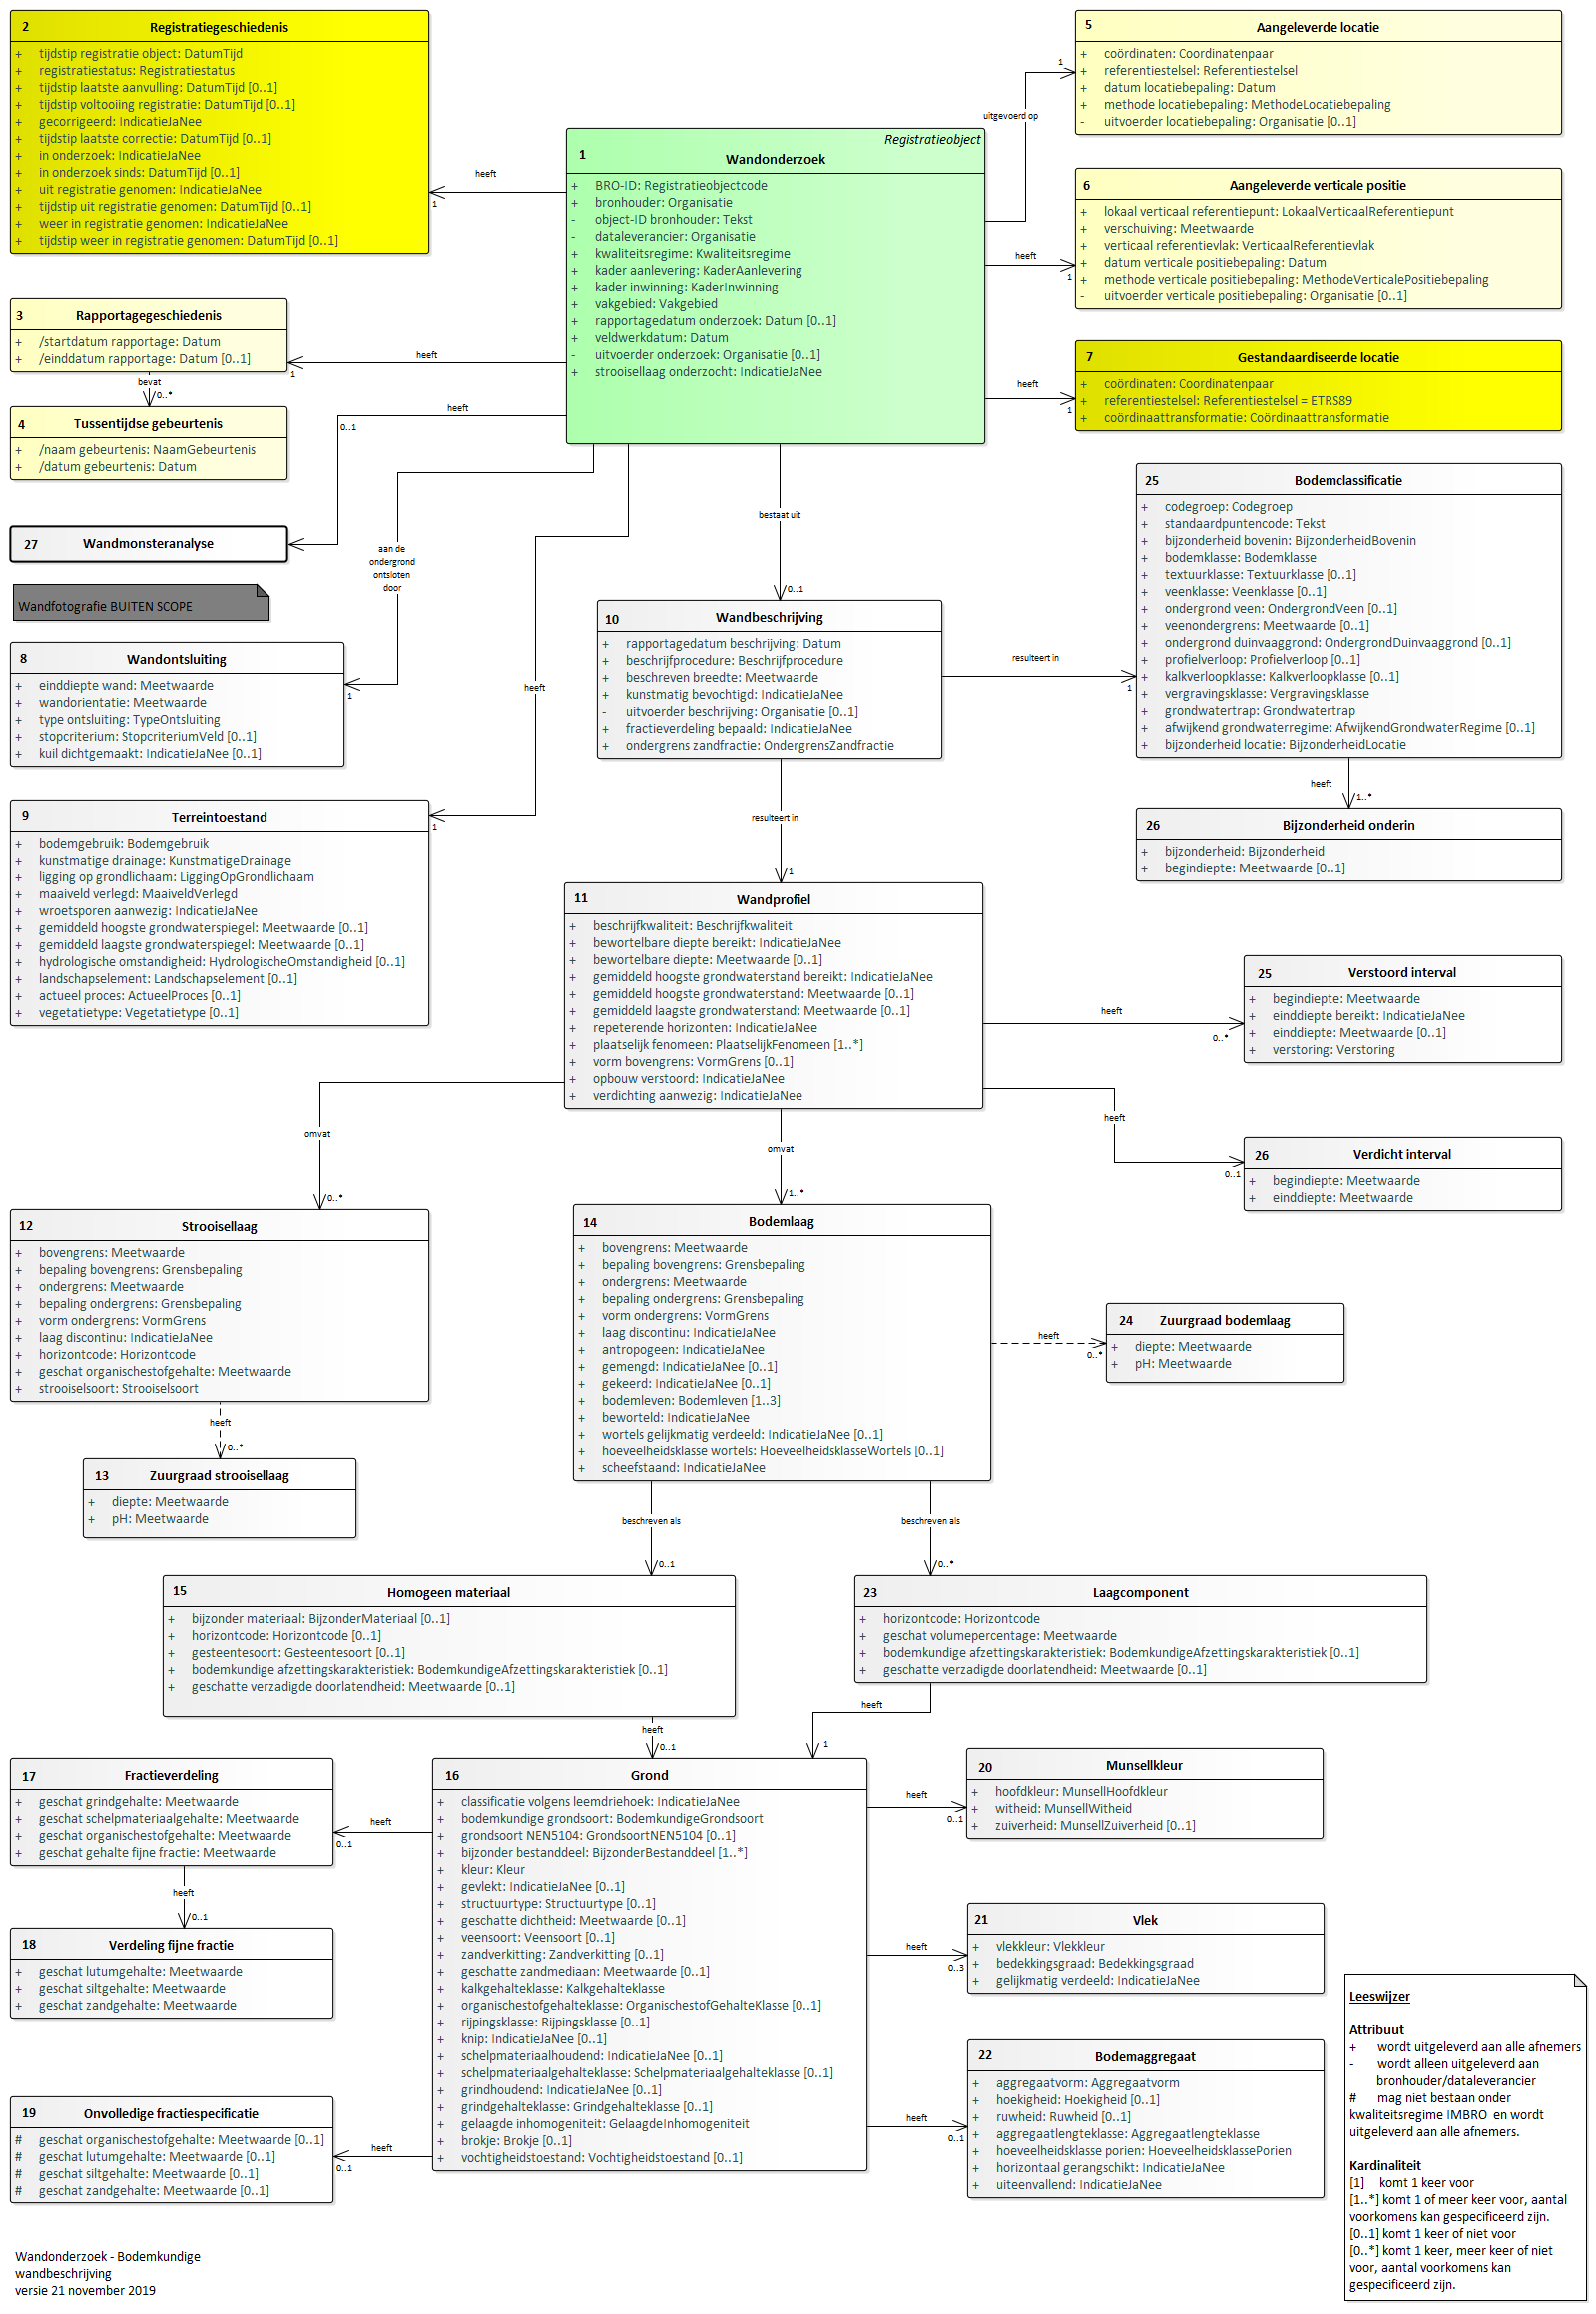 2 Registratiegeschiedenis
+ tijdstip registratie object: DatumTijd
+ registratiestatus: Registratiestatus
+ tijdstip laatste aanvulling: DatumTijd [0..1]
+ tijdstip voltooiing registratie: DatumTijd [0..1]
+ gecorrigeerd: IndicatieJaNee
+ tijdstip laatste correctie: DatumTijd [0..1]
+ in onderzoek: IndicatieJaNee
+ in onderzoek sinds: DatumTijd [0..1]
+ uit registratie genomen: IndicatieJaNee
+ tijdstip uit registratie genomen: DatumTijd [0..1]
+ weer in registratie genomen: IndicatieJaNee
+ tijdstip weer in registratie genomen: DatumTijd [0..1]
heeft
1
Registratieobject
1 Wandonderzoek
+ BRO-ID: Registratieobjectcode
+ bronhouder: Organisatie
- object-ID bronhouder: Tekst
- dataleverancier: Organisatie
+ kwaliteitsregime: Kwaliteitsregime
+ kader aanlevering: KaderAanlevering
+ kader inwinning: KaderInwinning
+ vakgebied: Vakgebied
+ rapportagedatum onderzoek: Datum [0..1]
+ veldwerkdatum: Datum
- uitvoerder onderzoek: Organisatie [0..1]
+ strooisellaag onderzocht: IndicatieJaNee
uitgevoerd op
1
5 Aangeleverde locatie
+ coördinaten: Coordinatenpaar
+ referentiestelsel: Referentiestelsel
+ datum locatiebepaling: Datum
+ methode locatiebepaling: MethodeLocatiebepaling
- uitvoerder locatiebepaling: Organisatie [0..1]
heeft
1
6 Aangeleverde verticale positie
+ lokaal verticaal referentiepunt: LokaalVerticaalReferentiepunt
+ verschuiving: Meetwaarde
+ verticaal referentievlak: VerticaalReferentievlak
+ datum verticale positiebepaling: Datum
+ methode verticale positiebepaling: MethodeVerticalePositiebepaling
- uitvoerder verticale positiebepaling: Organisatie [0..1]
heeft
1
7 Gestandaardiseerde locatie
+ coördinaten: Coordinatenpaar
+ referentiestelsel: Referentiestelsel = ETRS89
+ coördinaattransformatie: Coördinaattransformatie
3 Rapportagegeschiedenis
+ /startdatum rapportage: Datum
+ /einddatum rapportage: Datum [0..1]
heeft
1
bevat
0..*
4 Tussentijdse gebeurtenis
+ /naam gebeurtenis: NaamGebeurtenis
+ /datum gebeurtenis: Datum
heeft
0..1
27 Wandmonsteranalyse
Wandfotografie BUITEN SCOPE
aan de
ondergrond
ontsloten
door
1
8 Wandontsluiting
+ einddiepte wand: Meetwaarde
+ wandorientatie: Meetwaarde
+ type ontsluiting: TypeOntsluiting
+ stopcriterium: StopcriteriumVeld [0..1]
+ kuil dichtgemaakt: IndicatieJaNee [0..1]
heeft
1
9 Terreintoestand
+ bodemgebruik: Bodemgebruik
+ kunstmatige drainage: KunstmatigeDrainage
+ ligging op grondlichaam: LiggingOpGrondlichaam
+ maaiveld verlegd: MaaiveldVerlegd
+ wroetsporen aanwezig: IndicatieJaNee
+ gemiddeld hoogste grondwaterspiegel: Meetwaarde [0..1]
+ gemiddeld laagste grondwaterspiegel: Meetwaarde [0..1]
+ hydrologische omstandigheid: HydrologischeOmstandigheid [0..1]
+ landschapselement: Landschapselement [0..1]
+ actueel proces: ActueelProces [0..1]
+ vegetatietype: Vegetatietype [0..1]
bestaat uit
0..1
10 Wandbeschrijving
+ rapportagedatum beschrijving: Datum
+ beschrijfprocedure: Beschrijfprocedure
+ beschreven breedte: Meetwaarde
+ kunstmatig bevochtigd: IndicatieJaNee
- uitvoerder beschrijving: Organisatie [0..1]
+ fractieverdeling bepaald: IndicatieJaNee
+ ondergrens zandfractie: OndergrensZandfractie
resulteert in
1
25 Bodemclassificatie
+ codegroep: Codegroep
+ standaardpuntencode: Tekst
+ bijzonderheid bovenin: BijzonderheidBovenin
+ bodemklasse: Bodemklasse
+ textuurklasse: Textuurklasse [0..1]
+ veenklasse: Veenklasse [0..1]
+ ondergrond veen: OndergrondVeen [0..1]
+ veenondergrens: Meetwaarde [0..1]
+ ondergrond duinvaaggrond: OndergrondDuinvaaggrond [0..1]
+ profielverloop: Profielverloop [0..1]
+ kalkverloopklasse: Kalkverloopklasse [0..1]
+ vergravingsklasse: Vergravingsklasse
+ grondwatertrap: Grondwatertrap
+ afwijkend grondwaterregime: AfwijkendGrondwaterRegime [0..1]
+ bijzonderheid locatie: BijzonderheidLocatie
heeft
1..*
26 Bijzonderheid onderin
+ bijzonderheid: Bijzonderheid
+ begindiepte: Meetwaarde [0..1]
resulteert in
1
11 Wandprofiel
+ beschrijfkwaliteit: Beschrijfkwaliteit
+ bewortelbare diepte bereikt: IndicatieJaNee
+ bewortelbare diepte: Meetwaarde [0..1]
+ gemiddeld hoogste grondwaterstand bereikt: IndicatieJaNee
+ gemiddeld hoogste grondwaterstand: Meetwaarde [0..1]
+ gemiddeld laagste grondwaterstand: Meetwaarde [0..1]
+ repeterende horizonten: IndicatieJaNee
+ plaatselijk fenomeen: PlaatselijkFenomeen [1..*]
+ vorm bovengrens: VormGrens [0..1]
+ opbouw verstoord: IndicatieJaNee
+ verdichting aanwezig: IndicatieJaNee
heeft
0..*
25 Verstoord interval
+ begindiepte: Meetwaarde
+ einddiepte bereikt: IndicatieJaNee
+ einddiepte: Meetwaarde [0..1]
+ verstoring: Verstoring
heeft
0..1
26 Verdicht interval
+ begindiepte: Meetwaarde
+ einddiepte: Meetwaarde
omvat
0..*
12 Strooisellaag
+ bovengrens: Meetwaarde
+ bepaling bovengrens: Grensbepaling
+ ondergrens: Meetwaarde
+ bepaling ondergrens: Grensbepaling
+ vorm ondergrens: VormGrens
+ laag discontinu: IndicatieJaNee
+ horizontcode: Horizontcode
+ geschat organischestofgehalte: Meetwaarde
+ strooiselsoort: Strooiselsoort
heeft
0..*
13 Zuurgraad strooisellaag
+ diepte: Meetwaarde
+ pH: Meetwaarde
omvat
1..*
14 Bodemlaag
+ bovengrens: Meetwaarde
+ bepaling bovengrens: Grensbepaling
+ ondergrens: Meetwaarde
+ bepaling ondergrens: Grensbepaling
+ vorm ondergrens: VormGrens
+ laag discontinu: IndicatieJaNee
+ antropogeen: IndicatieJaNee
+ gemengd: IndicatieJaNee [0..1]
+ gekeerd: IndicatieJaNee [0..1]
+ bodemleven: Bodemleven [1..3]
+ beworteld: IndicatieJaNee
+ wortels gelijkmatig verdeeld: IndicatieJaNee [0..1]
+ hoeveelheidsklasse wortels: HoeveelheidsklasseWortels [0..1]
+ scheefstaand: IndicatieJaNee
heeft
0..*
24 Zuurgraad bodemlaag
+ diepte: Meetwaarde
+ pH: Meetwaarde
beschreven als
0..1
beschreven als
0..*
15 Homogeen materiaal
+ bijzonder materiaal: BijzonderMateriaal [0..1]
+ horizontcode: Horizontcode [0..1]
+ gesteentesoort: Gesteentesoort [0..1]
+ bodemkundige afzettingskarakteristiek: BodemkundigeAfzettingskarakteristiek [0..1]
+ geschatte verzadigde doorlatendheid: Meetwaarde [0..1]
23 Laagcomponent
+ horizontcode: Horizontcode
+ geschat volumepercentage: Meetwaarde
+ bodemkundige afzettingskarakteristiek: BodemkundigeAfzettingskarakteristiek [0..1]
+ geschatte verzadigde doorlatendheid: Meetwaarde [0..1]
heeft
0..1
heeft
1
16 Grond
+ classificatie volgens leemdriehoek: IndicatieJaNee
+ bodemkundige grondsoort: BodemkundigeGrondsoort
+ grondsoort NEN5104: GrondsoortNEN5104 [0..1]
+ bijzonder bestanddeel: BijzonderBestanddeel [1..*]
+ kleur: Kleur
+ gevlekt: IndicatieJaNee [0..1]
+ structuurtype: Structuurtype [0..1]
+ geschatte dichtheid: Meetwaarde [0..1]
+ veensoort: Veensoort [0..1]
+ zandverkitting: Zandverkitting [0..1]
+ geschatte zandmediaan: Meetwaarde [0..1]
+ kalkgehalteklasse: Kalkgehalteklasse
+ organischestofgehalteklasse: OrganischestofGehalteKlasse [0..1]
+ rijpingsklasse: Rijpingsklasse [0..1]
+ knip: IndicatieJaNee [0..1]
+ schelpmateriaalhoudend: IndicatieJaNee [0..1]
+ schelpmateriaalgehalteklasse: Schelpmateriaalgehalteklasse [0..1]
+ grindhoudend: IndicatieJaNee [0..1]
+ grindgehalteklasse: Grindgehalteklasse [0..1]
+ gelaagde inhomogeniteit: GelaagdeInhomogeniteit
+ brokje: Brokje [0..1]
+ vochtigheidstoestand: Vochtigheidstoestand [0..1]
heeft
0..1
17 Fractieverdeling
+ geschat grindgehalte: Meetwaarde
+ geschat schelpmateriaalgehalte: Meetwaarde
+ geschat organischestofgehalte: Meetwaarde
+ geschat gehalte fijne fractie: Meetwaarde
heeft
0..1
18 Verdeling fijne fractie
+ geschat lutumgehalte: Meetwaarde
+ geschat siltgehalte: Meetwaarde
+ geschat zandgehalte: Meetwaarde
heeft
0..1
19 Onvolledige fractiespecificatie
# geschat organischestofgehalte: Meetwaarde [0..1]
# geschat lutumgehalte: Meetwaarde [0..1]
# geschat siltgehalte: Meetwaarde [0..1]
# geschat zandgehalte: Meetwaarde [0..1]
heeft
0..1
20 Munsellkleur
+ hoofdkleur: MunsellHoofdkleur
+ witheid: MunsellWitheid
+ zuiverheid: MunsellZuiverheid [0..1]
heeft
0..3
21 Vlek
+ vlekkleur: Vlekkleur
+ bedekkingsgraad: Bedekkingsgraad
+ gelijkmatig verdeeld: IndicatieJaNee
heeft
0..1
22 Bodemaggregaat
+ aggregaatvorm: Aggregaatvorm
+ hoekigheid: Hoekigheid [0..1]
+ ruwheid: Ruwheid [0..1]
+ aggregaatlengteklasse: Aggregaatlengteklasse
+ hoeveelheidsklasse porien: HoeveelheidsklassePorien
+ horizontaal gerangschikt: IndicatieJaNee
+ uiteenvallend: IndicatieJaNee
Leeswijzer
Attribuut
+ wordt uitgeleverd aan alle afnemers
- wordt alleen uitgeleverd aan
bronhouder/dataleverancier
# mag niet bestaan onder
kwaliteitsregime IMBRO en wordt
uitgeleverd aan alle afnemers.
Kardinaliteit
[1] komt 1 keer voor
[1..*] komt 1 of meer keer voor, aantal
voorkomens kan gespecificeerd zijn.
[0..1] komt 1 keer of niet voor
[0..*] komt 1 keer, meer keer of niet
voor, aantal voorkomens kan
gespecificeerd zijn.
Wandonderzoek - Bodemkundige
wandbeschrijving
versie 21 november 2019